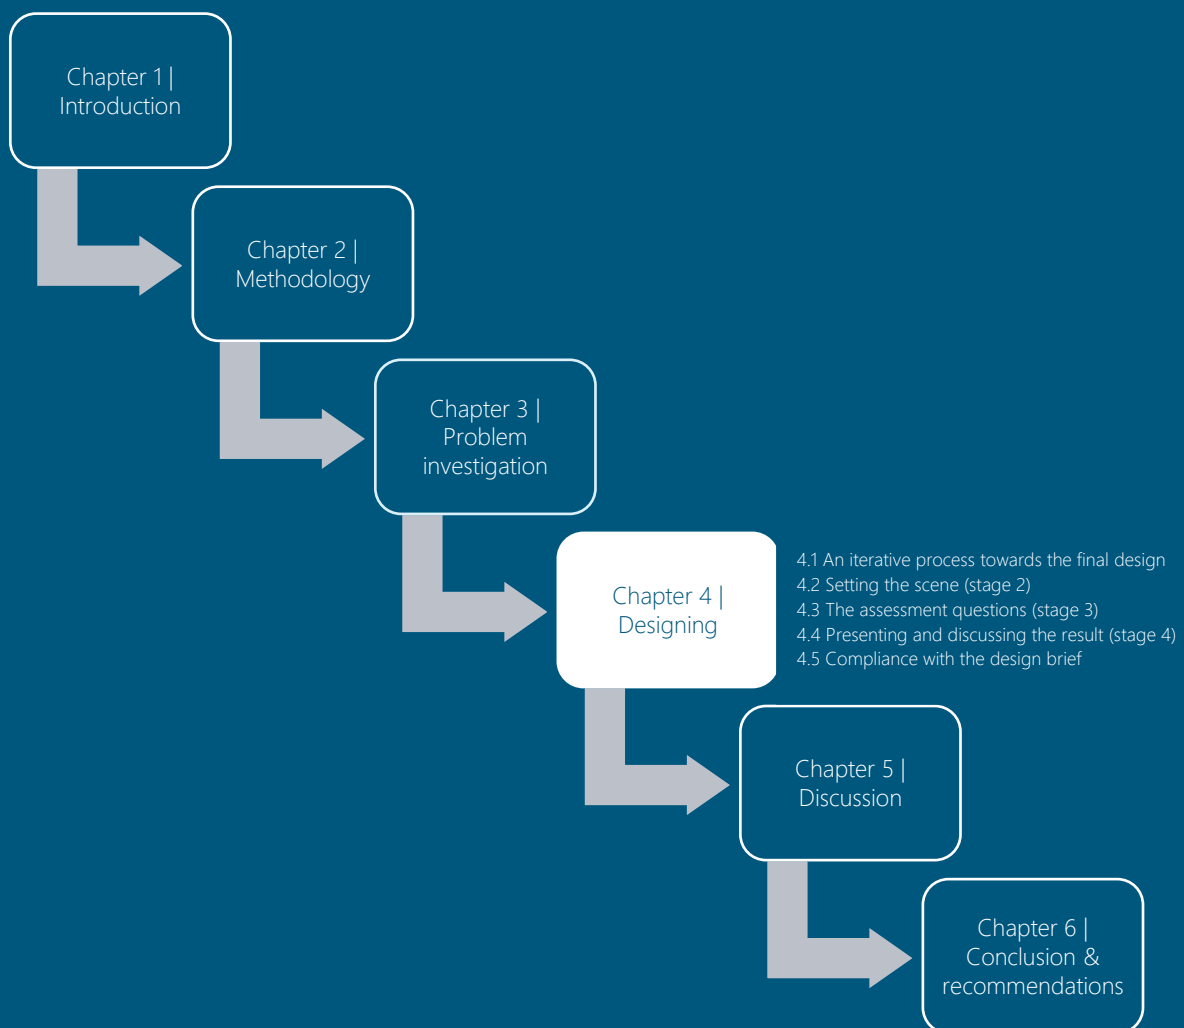 Chapter 1 |
Introduction
Chapter 2 |
Methodology
Chapter 3 |
Problem
investigation
Chapter 4 |
Designing
4.1 An iterative process towards the final design
4.2 Setting the scene (stage 2)
4.3 The assessment questions (stage 3)
4.4 Presenting and discussing the result (stage 4)
4.5 Compliance with the design brief
Chapter 5 |
Discussion
Chapter 6 |
Conclusion &
recommendations